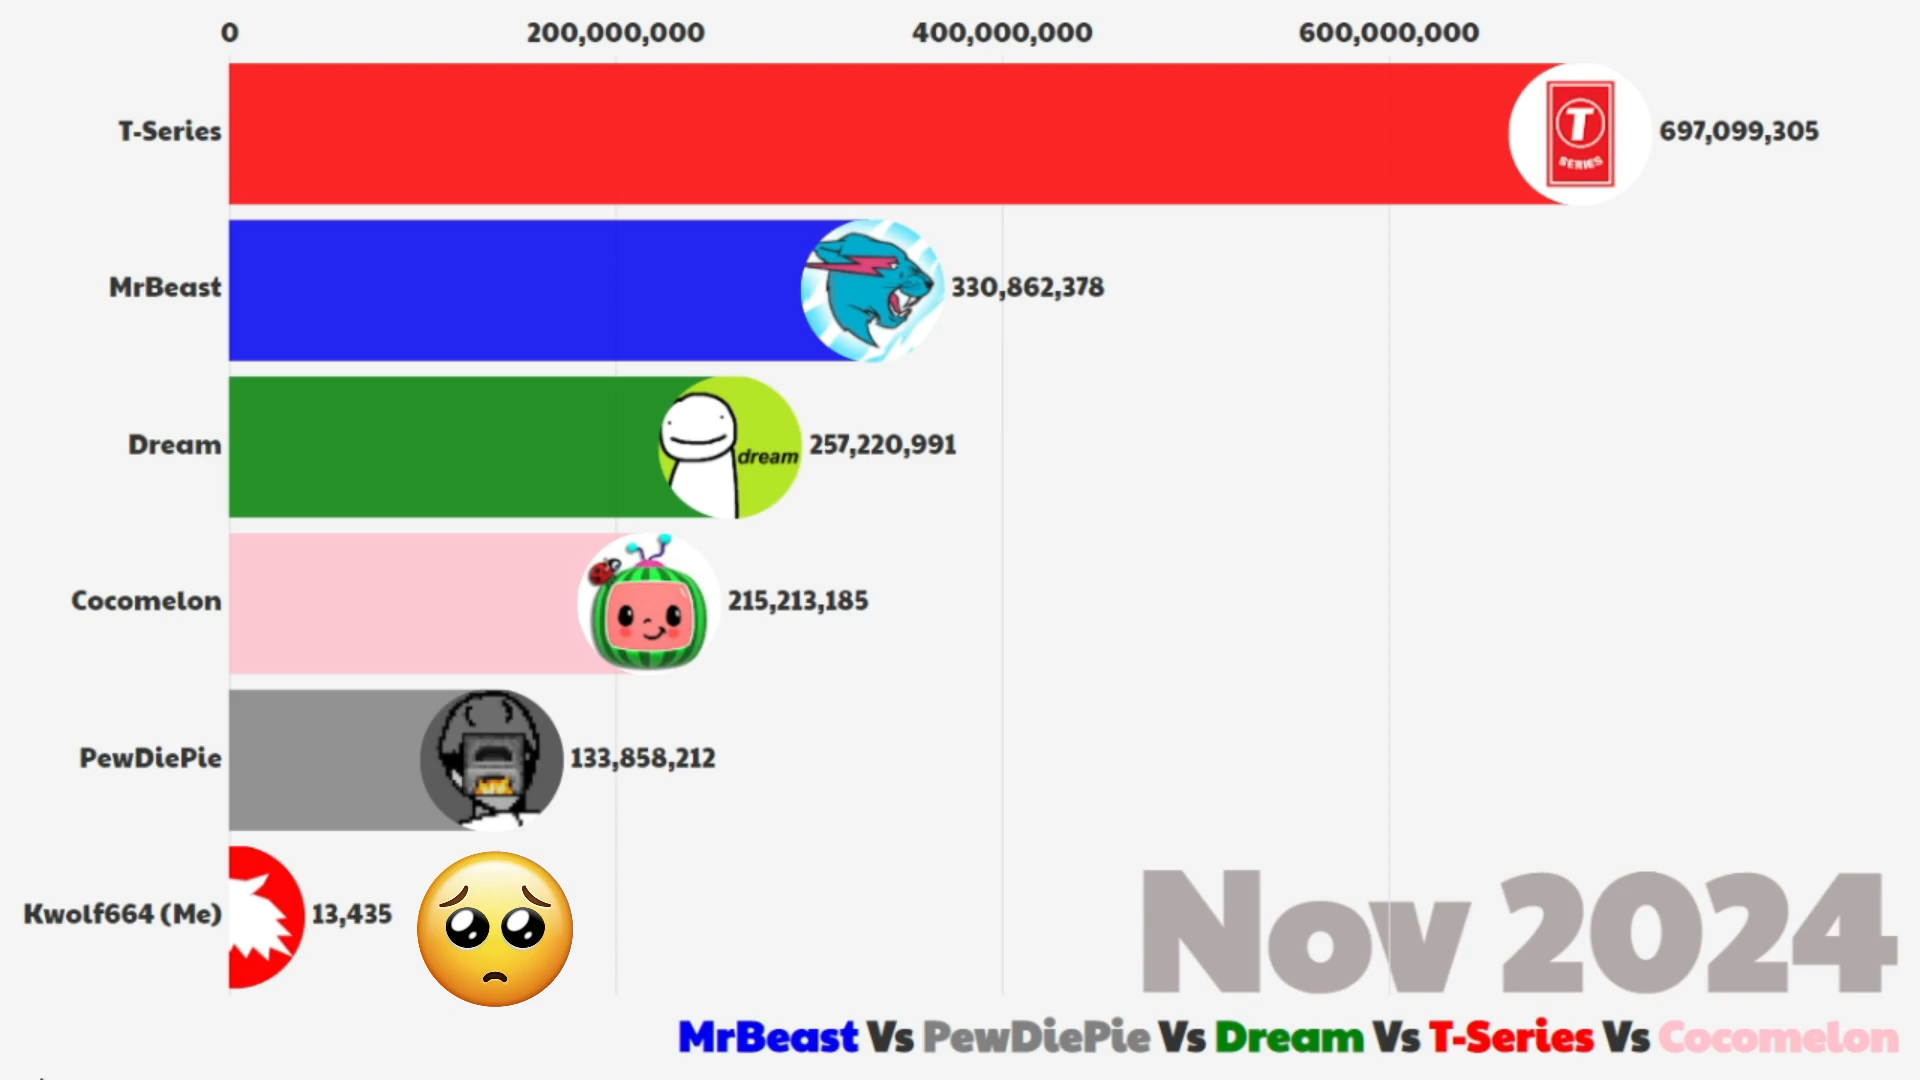 0 200,000,000 400,000,000 600,000,000
T-Series T SERIES 697,099,305
MrBeast 330,862,378
Dream dream 257,220,991
Cocomelon 215,213,185
PewDiePie 133,858,212
Kwolf664 (Me) 13,435
Nov 2024
MrBeast Vs PewDiePie Vs Dream Vs T-Series Vs Cocomelon